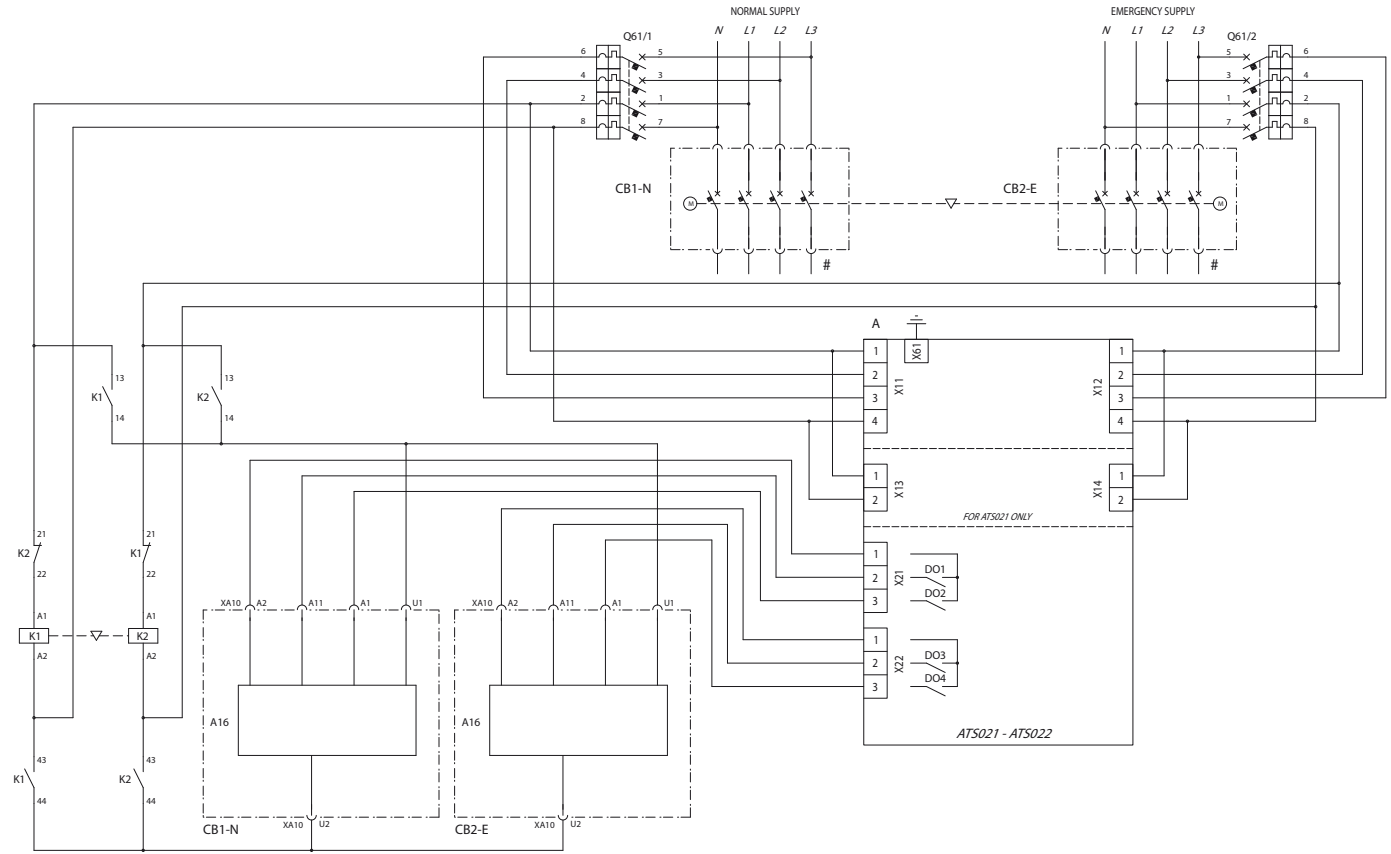 NORMAL SUPPLY
EMERGENCY SUPPLY
N L1 L2 L3
N L1 L2 L3
Q61/1
Q61/2
6 5
5 6
4 3
3 4
2 1
1 2
8 7
7 8
CB1-N
M
CB2-E
M
#
#
A
X61
1
2
3
4
X11
1
2
3
4
X12
13
K1
14
13
K2
14
1
2
X13
1
2
X14
FOR ATS021 ONLY
21
K2
22
21
K1
22
1
2
3
X21
DO1
DO2
A1
K1
A2
A1
K2
A2
XA10 A2 A11 A1 U1
XA10 A2 A11 A1 U1
1
2
3
X22
DO3
DO4
A16
A16
ATS021 - ATS022
43
K1
44
43
K2
44
CB1-N
XA10 U2
CB2-E
XA10 U2